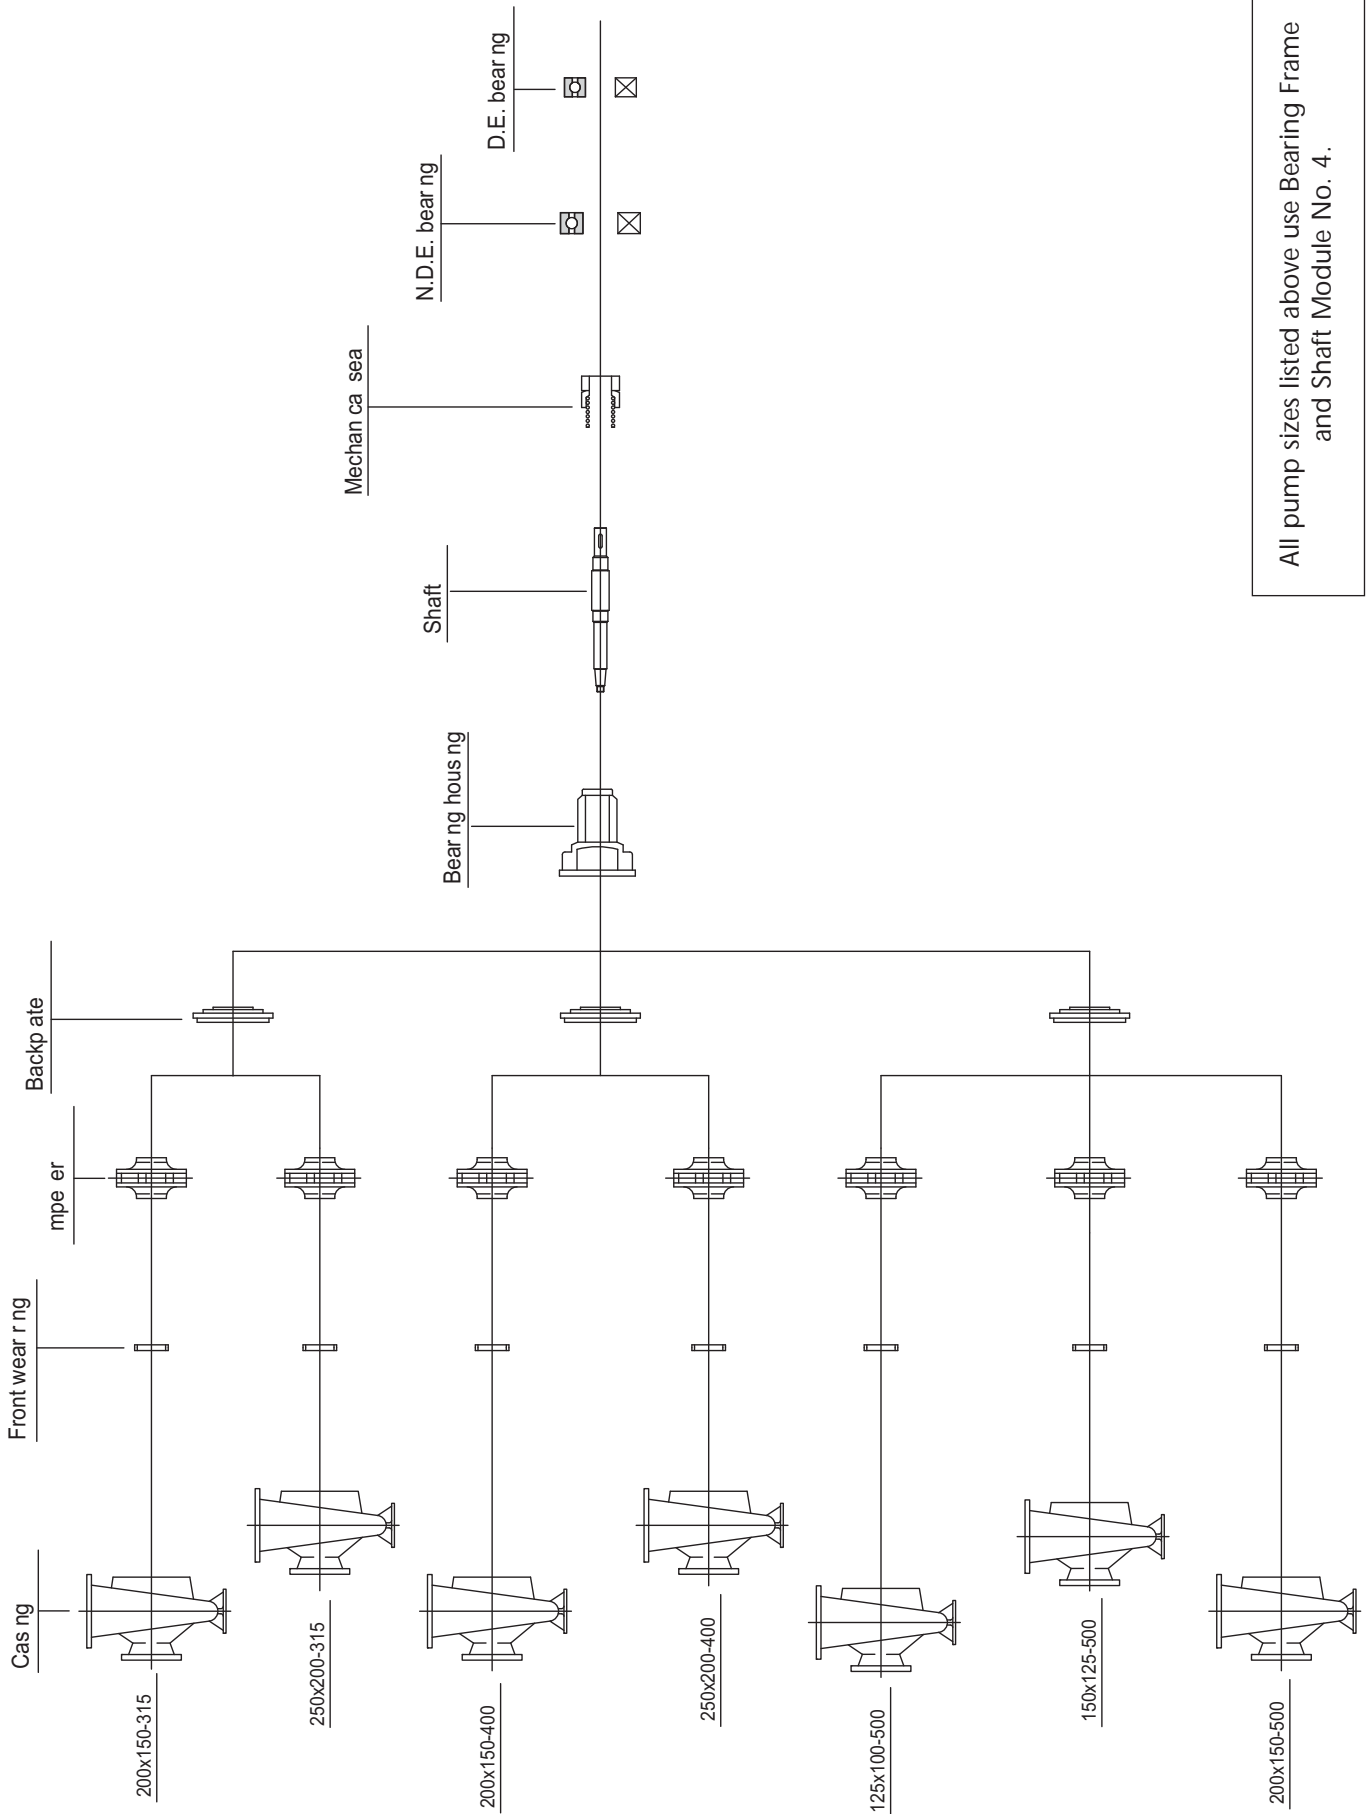 Cas ng
Front wear r ng
mpe er
Backp ate
Bear ng hous ng
Shaft
Mechan ca sea
N.D.E. bear ng
D.E. bear ng
200x150-315
250x200-315
200x150-400
250x200-400
125x100-500
150x125-500
200x150-500
All pump sizes listed above use Bearing Frame
and Shaft Module No. 4.